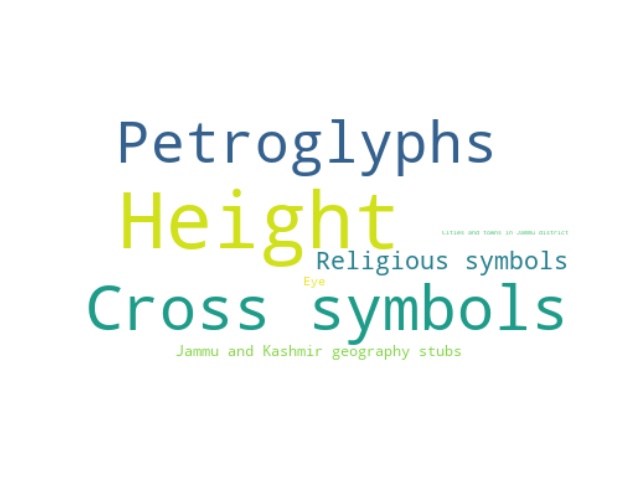 Petroglyphs
Height
Cities and Towns in Jammu district
Religious symbols
Eye
Cross symbols
Jammu and Kashmir geography stubs